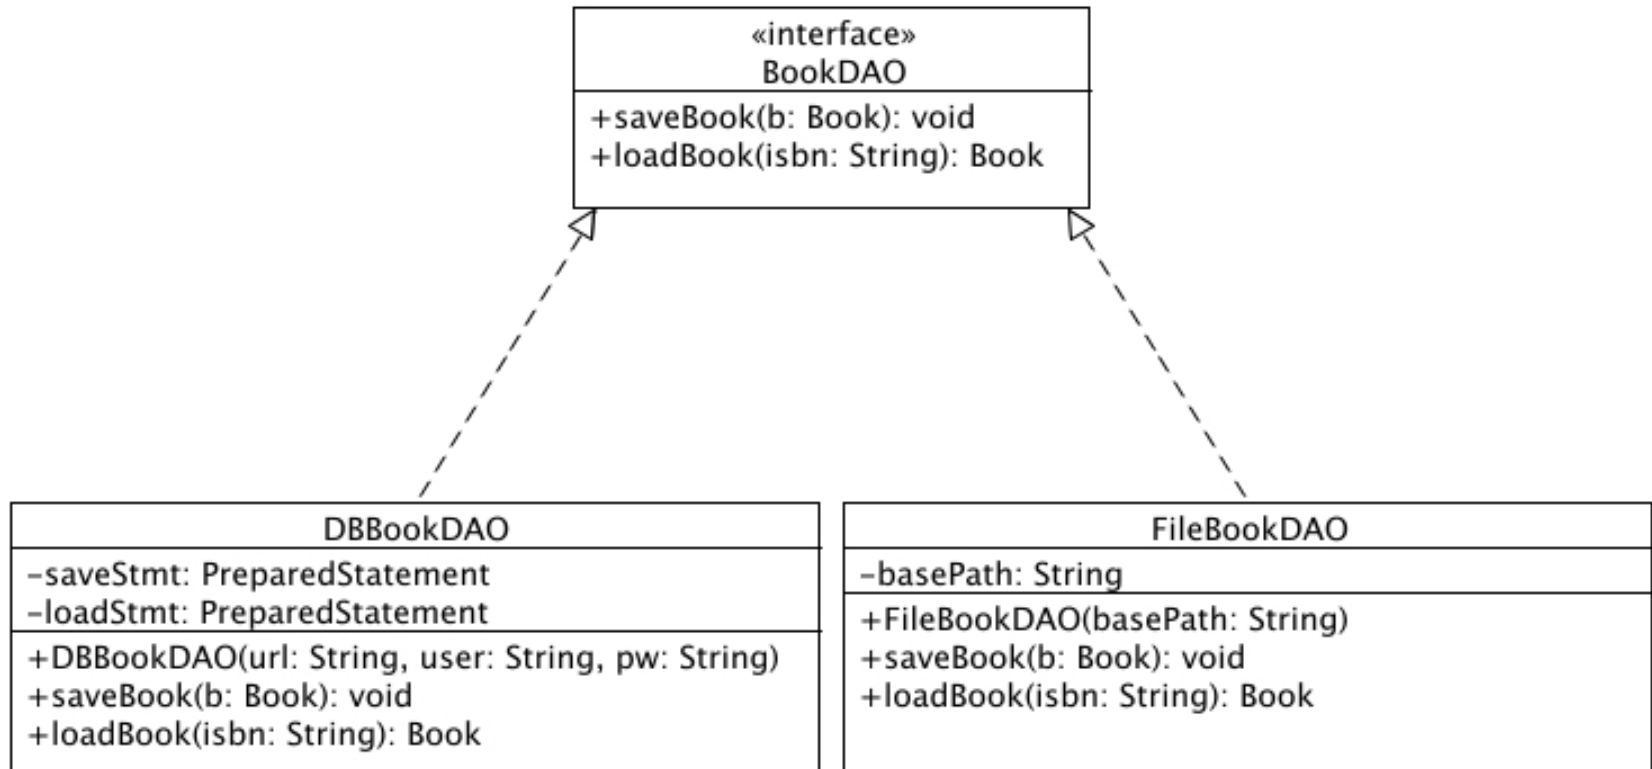 «interface»
BookDAO
+saveBook(b: Book): void
+loadBook(isbn: String): Book
DBBookDAO
-saveStmt: PreparedStatement
-loadStmt: PreparedStatement
+DBBookDAO(url: String, user: String, pw: String)
+saveBook(b: Book): void
+loadBook(isbn: String): Book
FileBookDAO
-basePath: String
+FileBookDAO(basePath: String)
+saveBook(b: Book): void
+loadBook(isbn: String): Book